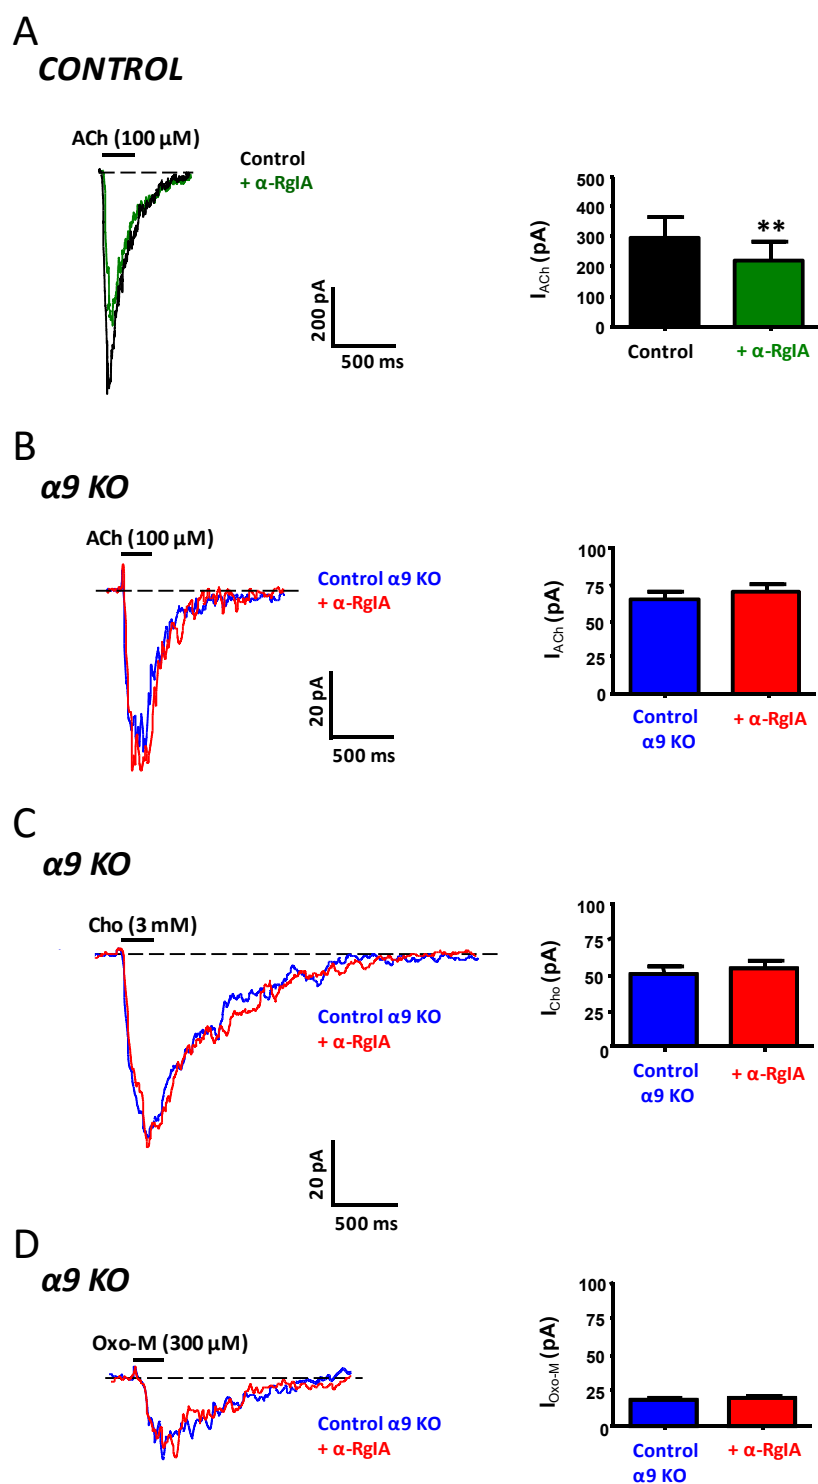 A
CONTROL
ACh (100 μM)
Control
+ α-RgIA
200 pA
500 ms
I ACh (pA)
500
400
300
200
100
0
**
Control
+ α-RgIA
B
α9 KO
ACh (100 μM)
Control α9 KO
+ α-RgIA
20 pA
500 ms
I ACh (pA)
100
75
50
25
0
Control
α9 KO
+ α-RgIA
C
α9 KO
Cho (3 mM)
Control α9 KO
+ α-RgIA
20 pA
500 ms
I Cho (pA)
100
75
50
25
0
Control
α9 KO
+ α-RgIA
D
α9 KO
Oxo-M (300 μM)
Control α9 KO
+ α-RgIA
I Oxo-M (pA)
100
75
50
25
0
Control
α9 KO
+ α-RgIA